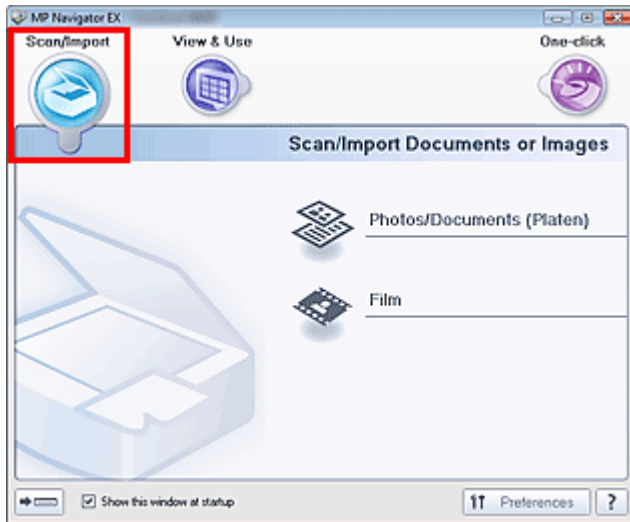 MP Navigator EX
Scan/Import
View & Use
One-click
Scan/Import Documents or Images
Photos/Documents (Platen)
Film
Show this window at startup
Preferences
?